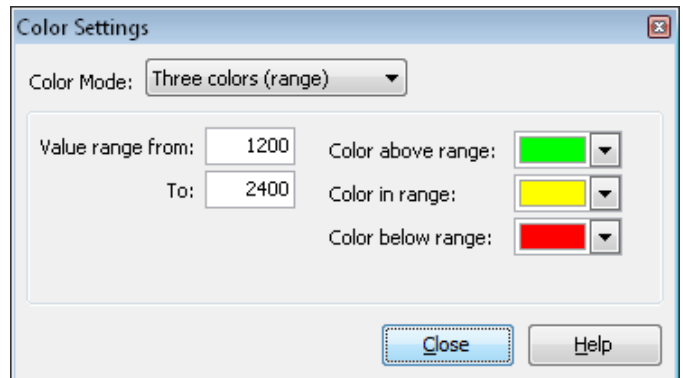 Color Settings
Color Mode: Three colors (range)
Value range from: 1200
To: 2400
Color above range:
Color in range:
Color below range:
Close
Help